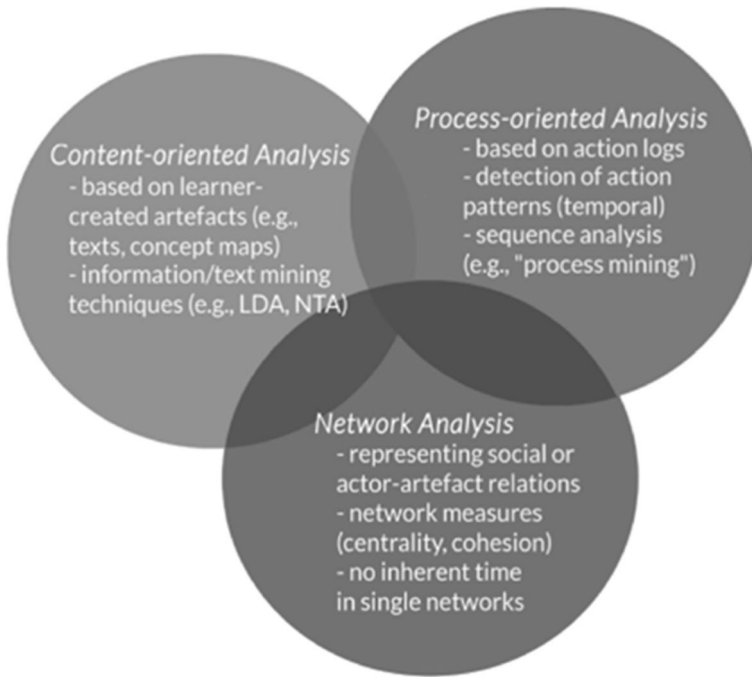 Content-oriented Analysis
- based on learner-
created artefacts (e.g.,
texts, concept maps)
- information/text mining
techniques (e.g., LDA, NTA)
Process-oriented Analysis
- based on action logs
- detection of action
patterns (temporal)
- sequence analysis
(e.g., "process mining")
Network Analysis
- representing social or
actor-artefact relations
- network measures
(centrality, cohesion)
- no inherent time
in single networks